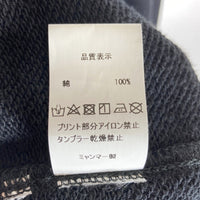 品質表示
綿 100%
プリント部分アイロン禁止
タンブラー乾燥禁止
ミャンマー製